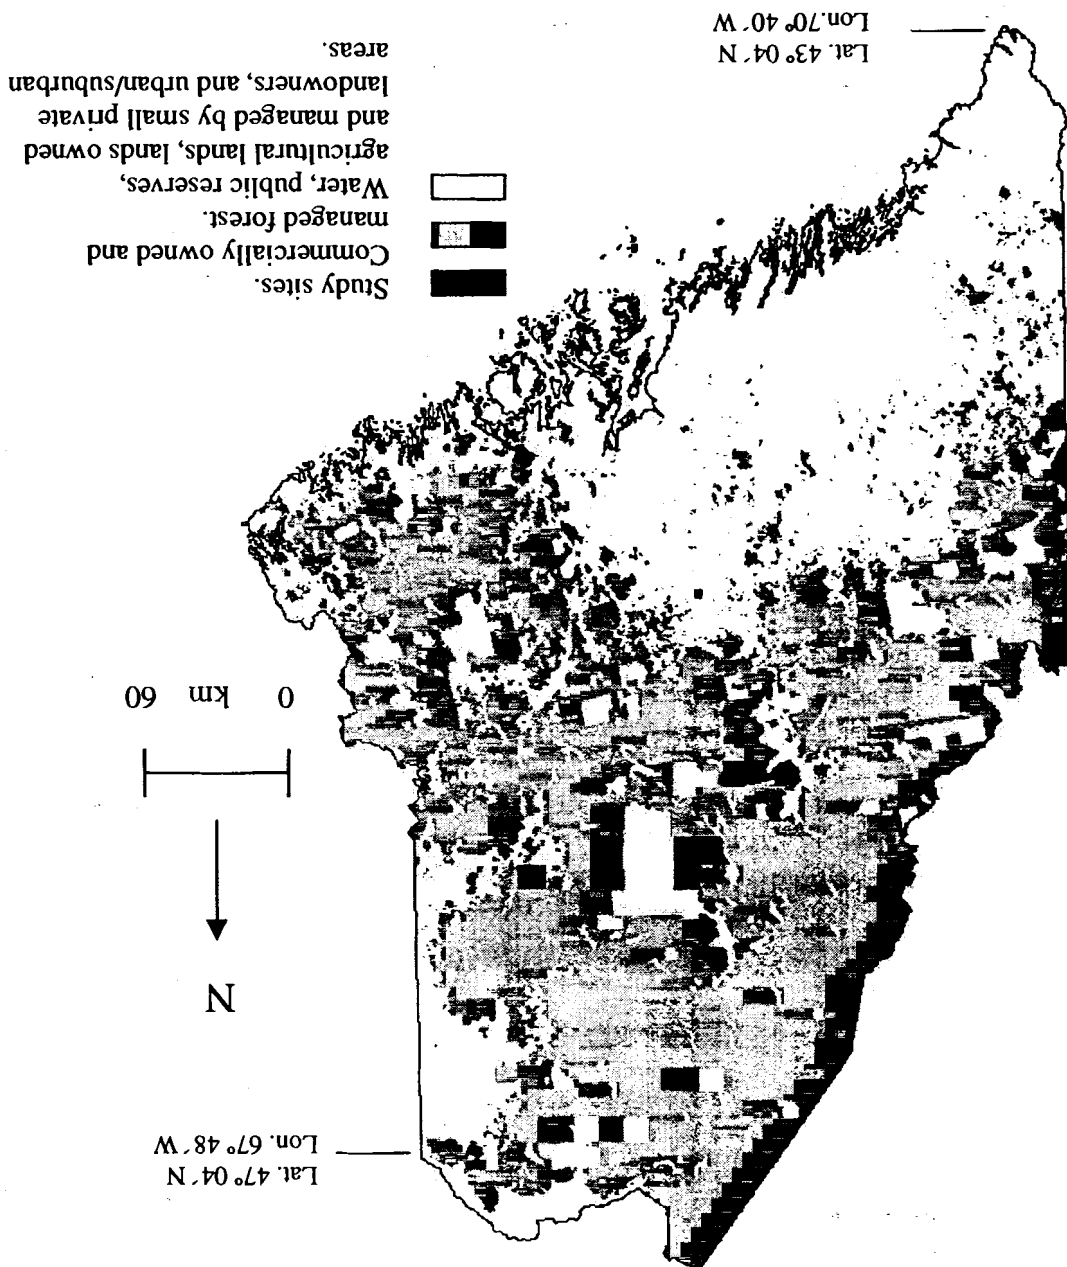 Lat. 47° 04´ N
Lon. 67° 48´ W
N
0 km 60
Study sites.
Commercially owned and
managed forest.
Water, public reserves,
agricultural lands, lands owned
and managed by small private
landowners, and urban/suburban
areas.
Lat. 43° 04´ N
Lon. 70° 40´ W